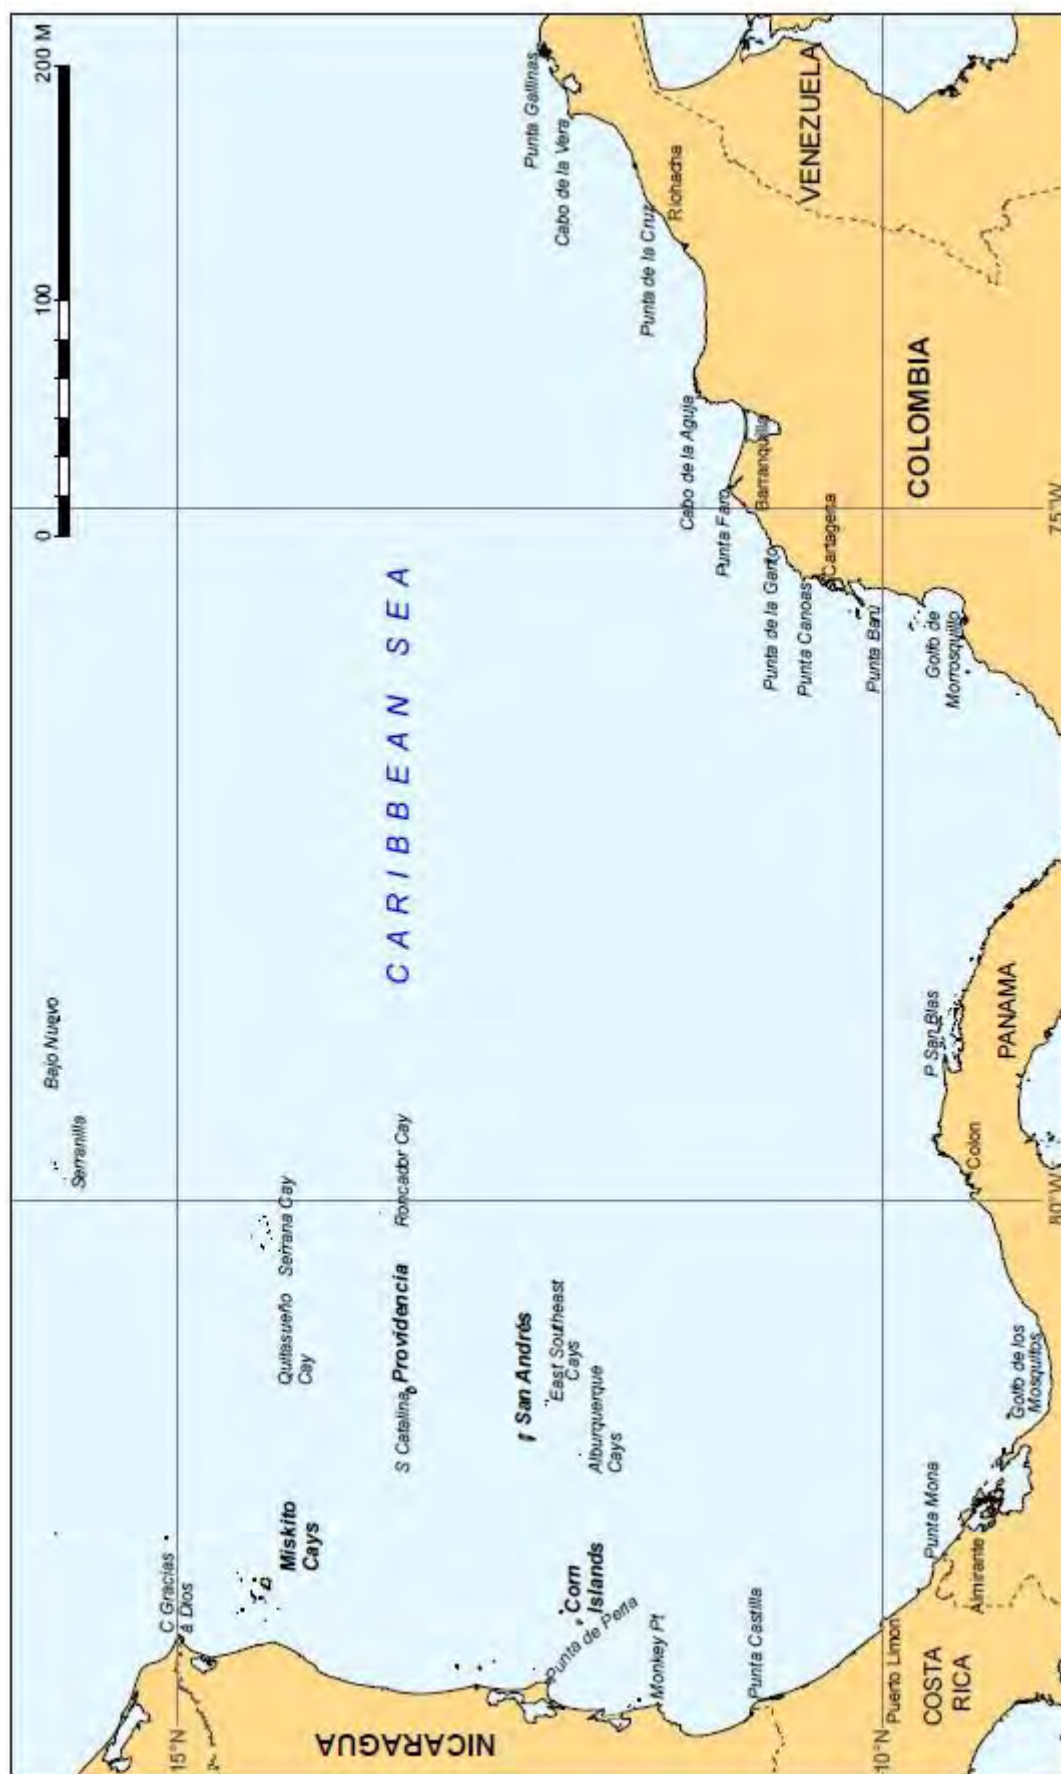 0
100
200 M
Bajo Nuevo
Serranilla
C Gracias
á Dios
15°N
Miskito
Cays
Quitasueño
Cay
Serrana Cay
S Catalina
Providencia
Roncador Cay
CARIBBEAN SEA
San Andrés
East Southeast
Cays
Alburquerque
Cays
Corn
Islands
Punta de Perla
Monkey Pt
Punta Castilla
NICARAGUA
Punta Gallinas
Cabo de la Vera
Punta de la Cruz
Riohacha
VENEZUELA
Cabo de la Aguja
Punta Faro
Barranquilla
Punta de la Garito
Punta Canoas
Cartagena
Punta Barú
Golfo de
Morrosquillo
COLOMBIA
75°W
10°N
Puerto Limon
COSTA
RICA
Punta Mona
Almirante
Golfo de los
Mosquitos
80°W
Colon
P San Blas
PANAMA